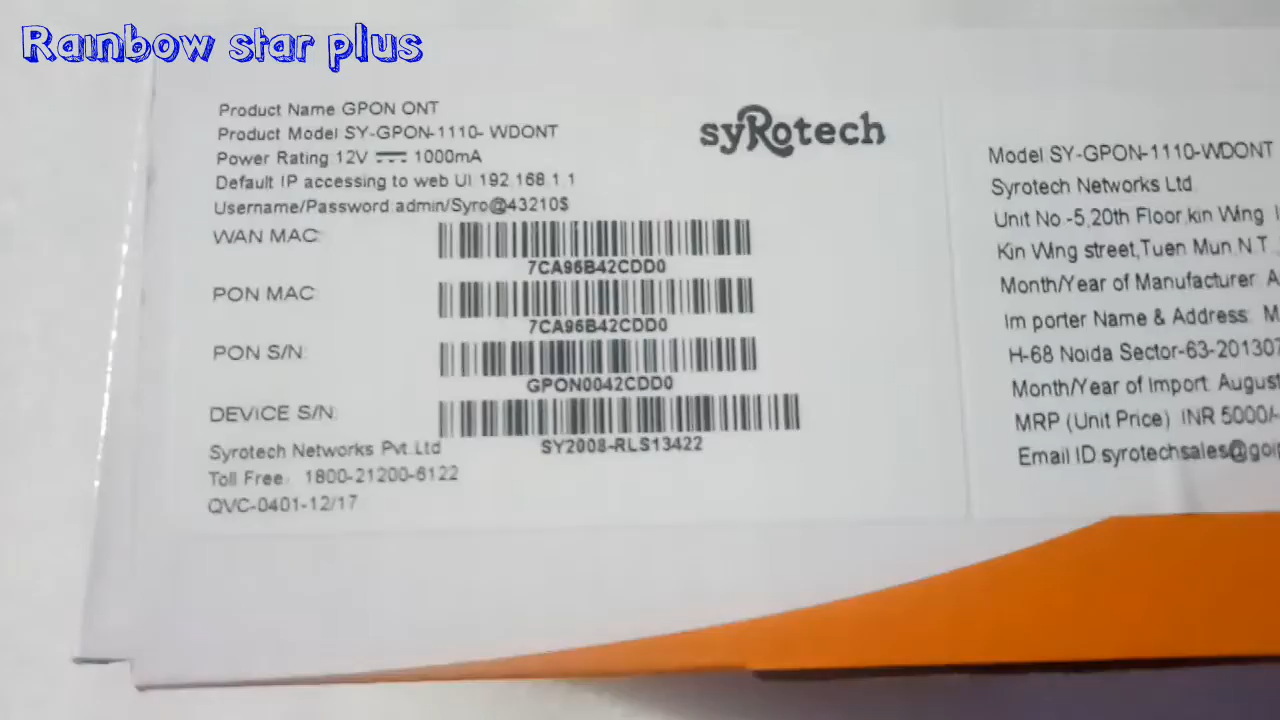 Rainbow star plus
Product Name GPON ONT
Product Model SY-GPON-1110- WDONT
Power Rating 12V 1000mA
Default IP accessing to web UI 192.168.1.1
Username/Password:admin/Syro@43210$
WAN MAC:
7CA96B42CDD0
PON MAC:
7CA96B42CDD0
PON S/N:
GPON0042CDD0
DEVICE S/N:
SY2008-RLS13422
Syrotech Networks Pvt.Ltd
Toll Free: 1800-21200-6122
QVC-0401-12/17
syRotech
Model SY-GPON-1110-WDONT
Syrotech Networks Ltd.
Unit No.-5,20th Floor,kin Wing
Kin Wing street,Tuen Mun.N.T.
Month/Year of Manufacturer: A
Im porter Name & Address: M
H-68 Noida Sector-63-201307
Month/Year of Import: August
MRP (Unit Price) INR 5000/-
Email ID:syrotechsales@goip